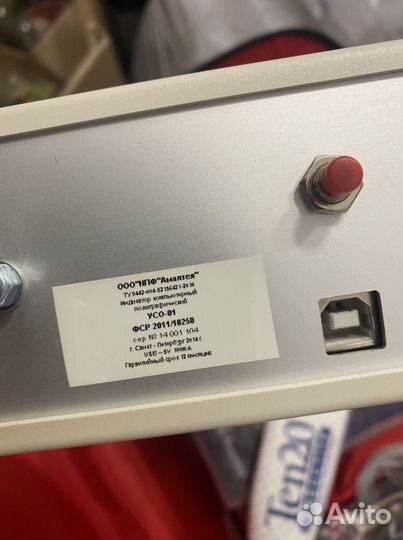 ООО"НПФ"Амалтея"
ТУ 9442-004-52156421-2010
Индикатор компьютерный
полиграфический
УСО-01
ФСР 2011/10250
сер № 14 001 104
г. Санкт - Петербург 2014 г.
USB – 5V 100mA
Гарантийный срок 12 месяцев
Ten20
Avito